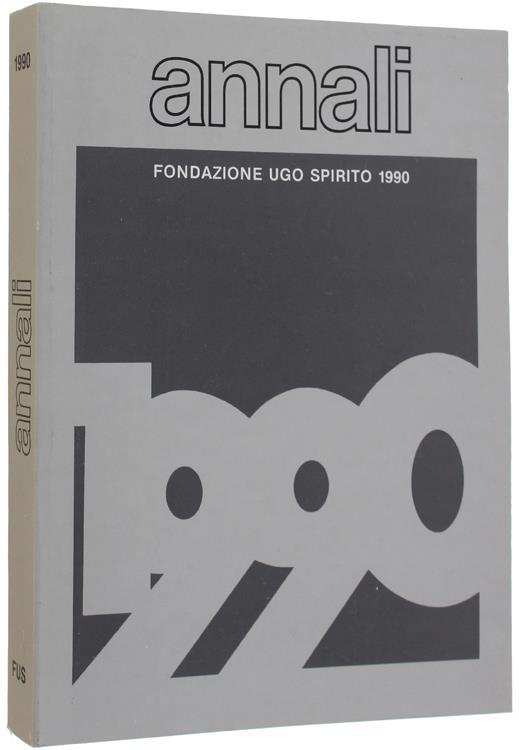 annali
FONDAZIONE UGO SPIRITO 1990
1990
1990
annali
FUS